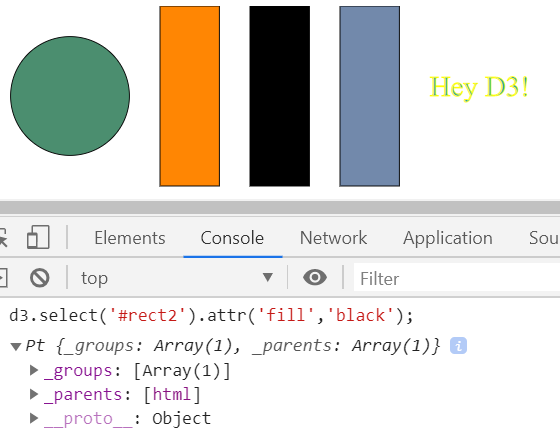 Hey D3!
Elements Console Network Application Sou
top Filter
d3.select('#rect2').attr('fill','black');
Pt {_groups: Array(1), _parents: Array(1)} i
_groups: [Array(1)]
_parents: [html]
__proto__: Object